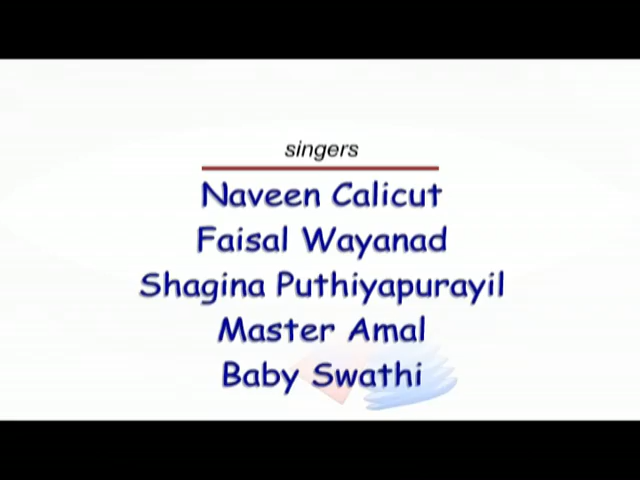 singers
Naveen Calicut
Faisal Wayanad
Shagina Puthiyapurayil
Master Amal
Baby Swathi